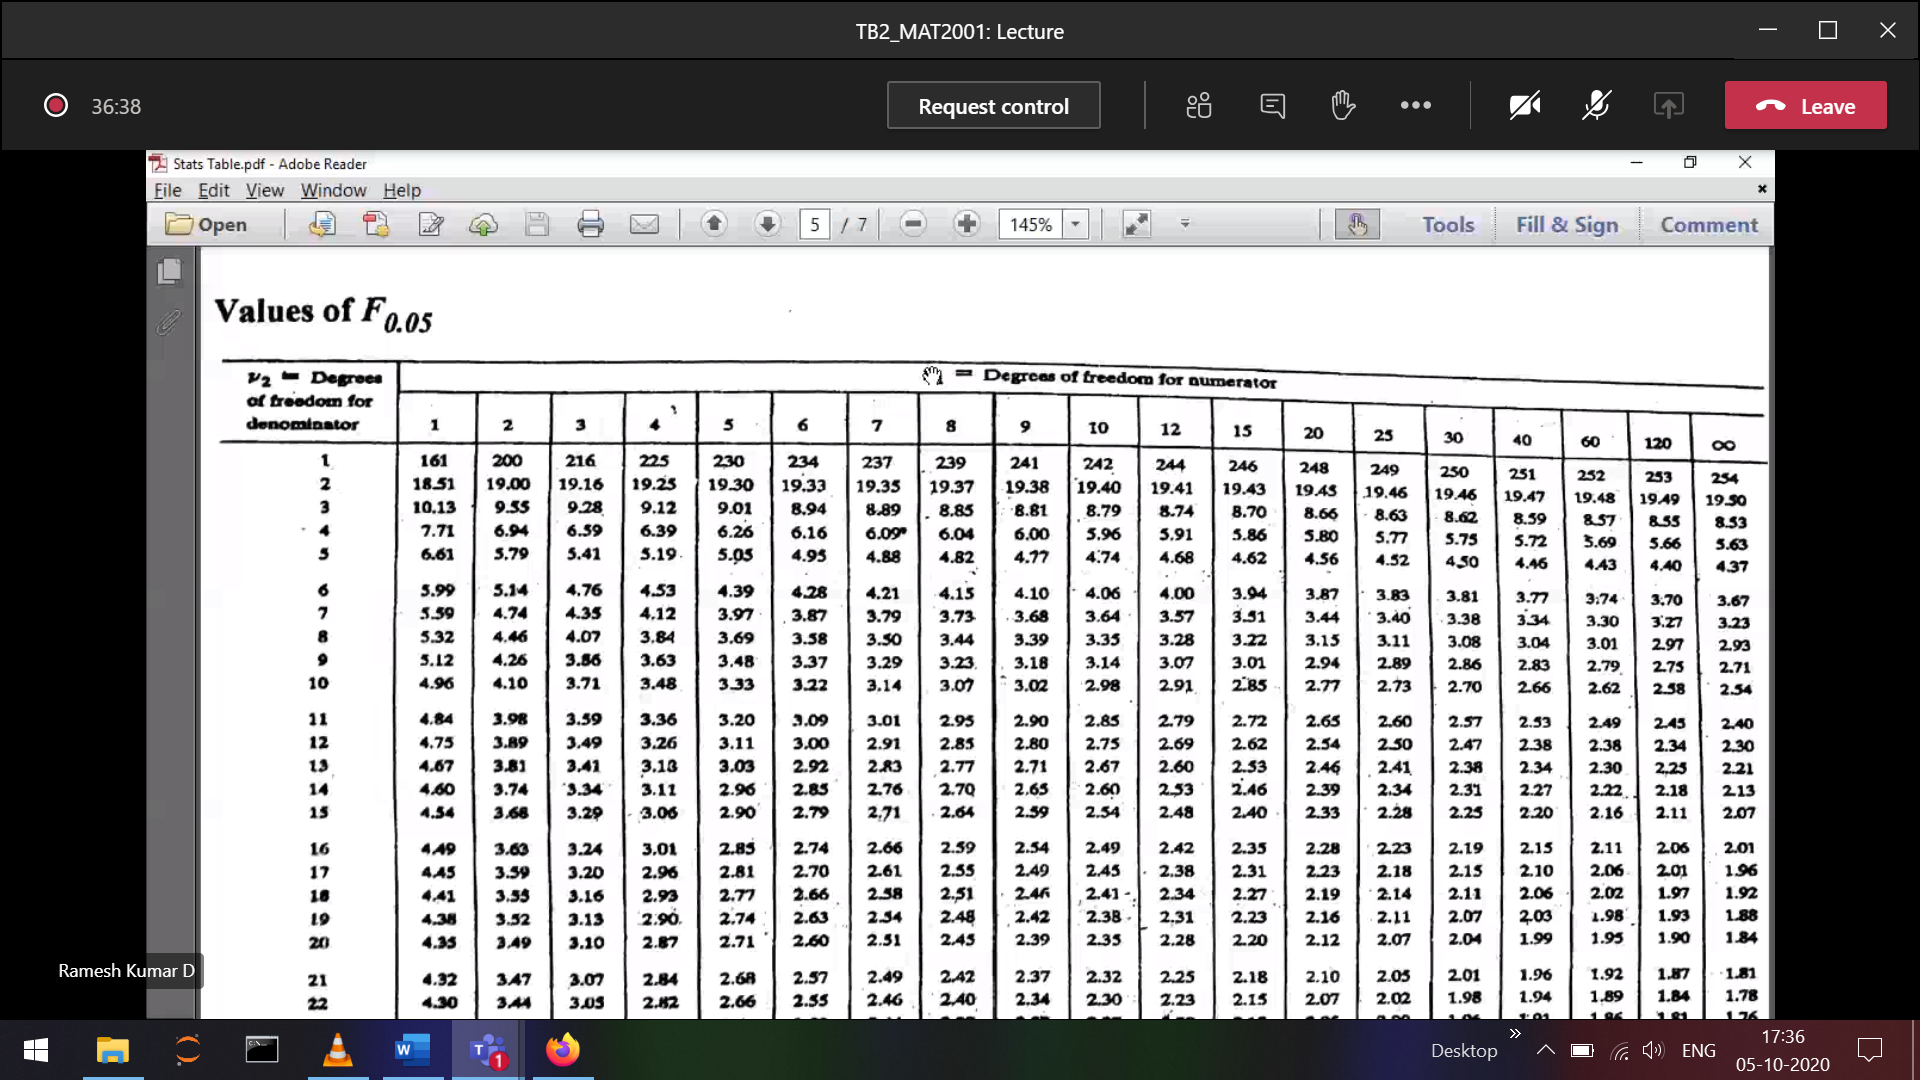 TB2_MAT2001: Lecture
36:38
Request control
Leave
Stats Table.pdf - Adobe Reader
File Edit View Window Help
Open 5 / 7 145% Tools Fill & Sign Comment
Values of F0.05
ν2 = Degrees of freedom for denominator
= Degrees of freedom for numerator
1 2 3 4 5 6 7 8 9 10 12 15 20 25 30 40 60 120 ∞
1 161 200 216 225 230 234 237 239 241 242 244 246 248 249 250 251 252 253 254
2 18.51 19.00 19.16 19.25 19.30 19.33 19.35 19.37 19.38 19.40 19.41 19.43 19.45 19.46 19.46 19.47 19.48 19.49 19.50
3 10.13 9.55 9.28 9.12 9.01 8.94 8.89 8.85 8.81 8.79 8.74 8.70 8.66 8.63 8.62 8.59 8.57 8.55 8.53
4 7.71 6.94 6.59 6.39 6.26 6.16 6.09 6.04 6.00 5.96 5.91 5.86 5.80 5.77 5.75 5.72 5.69 5.66 5.63
5 6.61 5.79 5.41 5.19 5.05 4.95 4.88 4.82 4.77 4.74 4.68 4.62 4.56 4.52 4.50 4.46 4.43 4.40 4.37
6 5.99 5.14 4.76 4.53 4.39 4.28 4.21 4.15 4.10 4.06 4.00 3.94 3.87 3.83 3.81 3.77 3.74 3.70 3.67
7 5.59 4.74 4.35 4.12 3.97 3.87 3.79 3.73 3.68 3.64 3.57 3.51 3.44 3.40 3.38 3.34 3.30 3.27 3.23
8 5.32 4.46 4.07 3.84 3.69 3.58 3.50 3.44 3.39 3.35 3.28 3.22 3.15 3.11 3.08 3.04 3.01 2.97 2.93
9 5.12 4.26 3.86 3.63 3.48 3.37 3.29 3.23 3.18 3.14 3.07 3.01 2.94 2.89 2.86 2.83 2.79 2.75 2.71
10 4.96 4.10 3.71 3.48 3.33 3.22 3.14 3.07 3.02 2.98 2.91 2.85 2.77 2.73 2.70 2.66 2.62 2.58 2.54
11 4.84 3.98 3.59 3.36 3.20 3.09 3.01 2.95 2.90 2.85 2.79 2.72 2.65 2.60 2.57 2.53 2.49 2.45 2.40
12 4.75 3.89 3.49 3.26 3.11 3.00 2.91 2.85 2.80 2.75 2.69 2.62 2.54 2.50 2.47 2.38 2.38 2.34 2.30
13 4.67 3.81 3.41 3.18 3.03 2.92 2.83 2.77 2.71 2.67 2.60 2.53 2.46 2.41 2.38 2.34 2.30 2.25 2.21
14 4.60 3.74 3.34 3.11 2.96 2.85 2.76 2.70 2.65 2.60 2.53 2.46 2.39 2.34 2.31 2.27 2.22 2.18 2.13
15 4.54 3.68 3.29 3.06 2.90 2.79 2.71 2.64 2.59 2.54 2.48 2.40 2.33 2.28 2.25 2.20 2.16 2.11 2.07
16 4.49 3.63 3.24 3.01 2.85 2.74 2.66 2.59 2.54 2.49 2.42 2.35 2.28 2.23 2.19 2.15 2.11 2.06 2.01
17 4.45 3.59 3.20 2.96 2.81 2.70 2.61 2.55 2.49 2.45 2.38 2.31 2.23 2.18 2.15 2.10 2.06 2.01 1.96
18 4.41 3.55 3.16 2.93 2.77 2.66 2.58 2.51 2.46 2.41 2.34 2.27 2.19 2.14 2.11 2.06 2.02 1.97 1.92
19 4.38 3.52 3.13 2.90 2.74 2.63 2.54 2.48 2.42 2.38 2.31 2.23 2.16 2.11 2.07 2.03 1.98 1.93 1.88
20 4.35 3.49 3.10 2.87 2.71 2.60 2.51 2.45 2.39 2.35 2.28 2.20 2.12 2.07 2.04 1.99 1.95 1.90 1.84
21 4.32 3.47 3.07 2.84 2.68 2.57 2.49 2.42 2.37 2.32 2.25 2.18 2.10 2.05 2.01 1.96 1.92 1.87 1.81
22 4.30 3.44 3.05 2.82 2.66 2.55 2.46 2.40 2.34 2.30 2.23 2.15 2.07 2.02 1.98 1.94 1.89 1.84 1.78
Ramesh Kumar D
Desktop ENG 17:36
05-10-2020